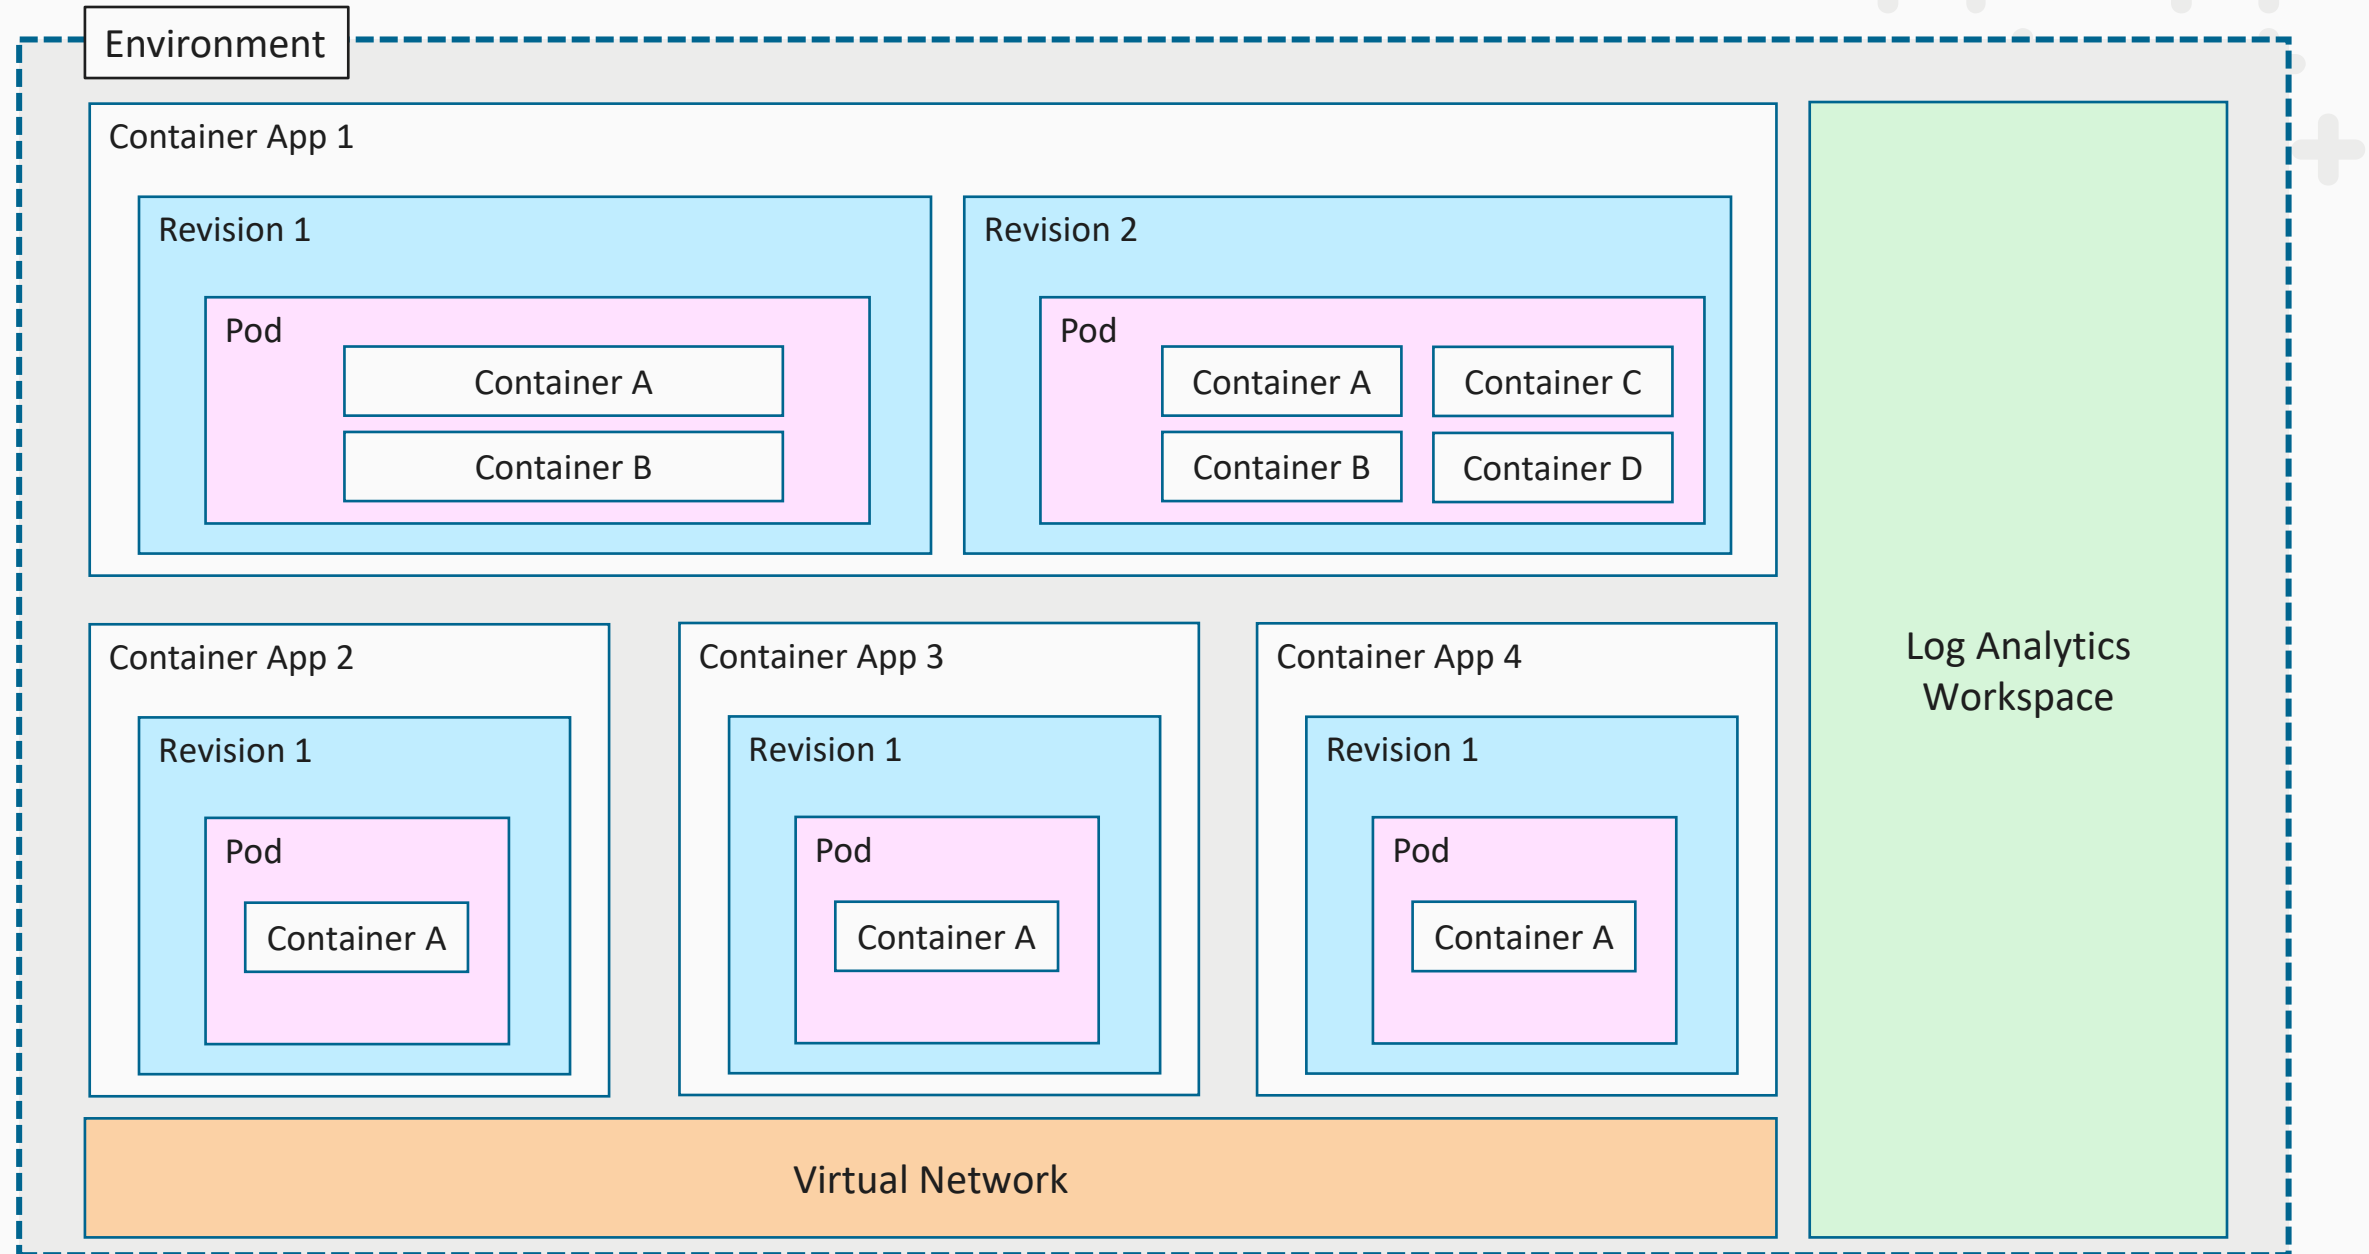 Environment
Container App 1
Revision 1
Pod
Container A
Container B
Revision 2
Pod
Container A
Container C
Container B
Container D
Container App 2
Revision 1
Pod
Container A
Container App 3
Revision 1
Pod
Container A
Container App 4
Revision 1
Pod
Container A
Log Analytics
Workspace
Virtual Network